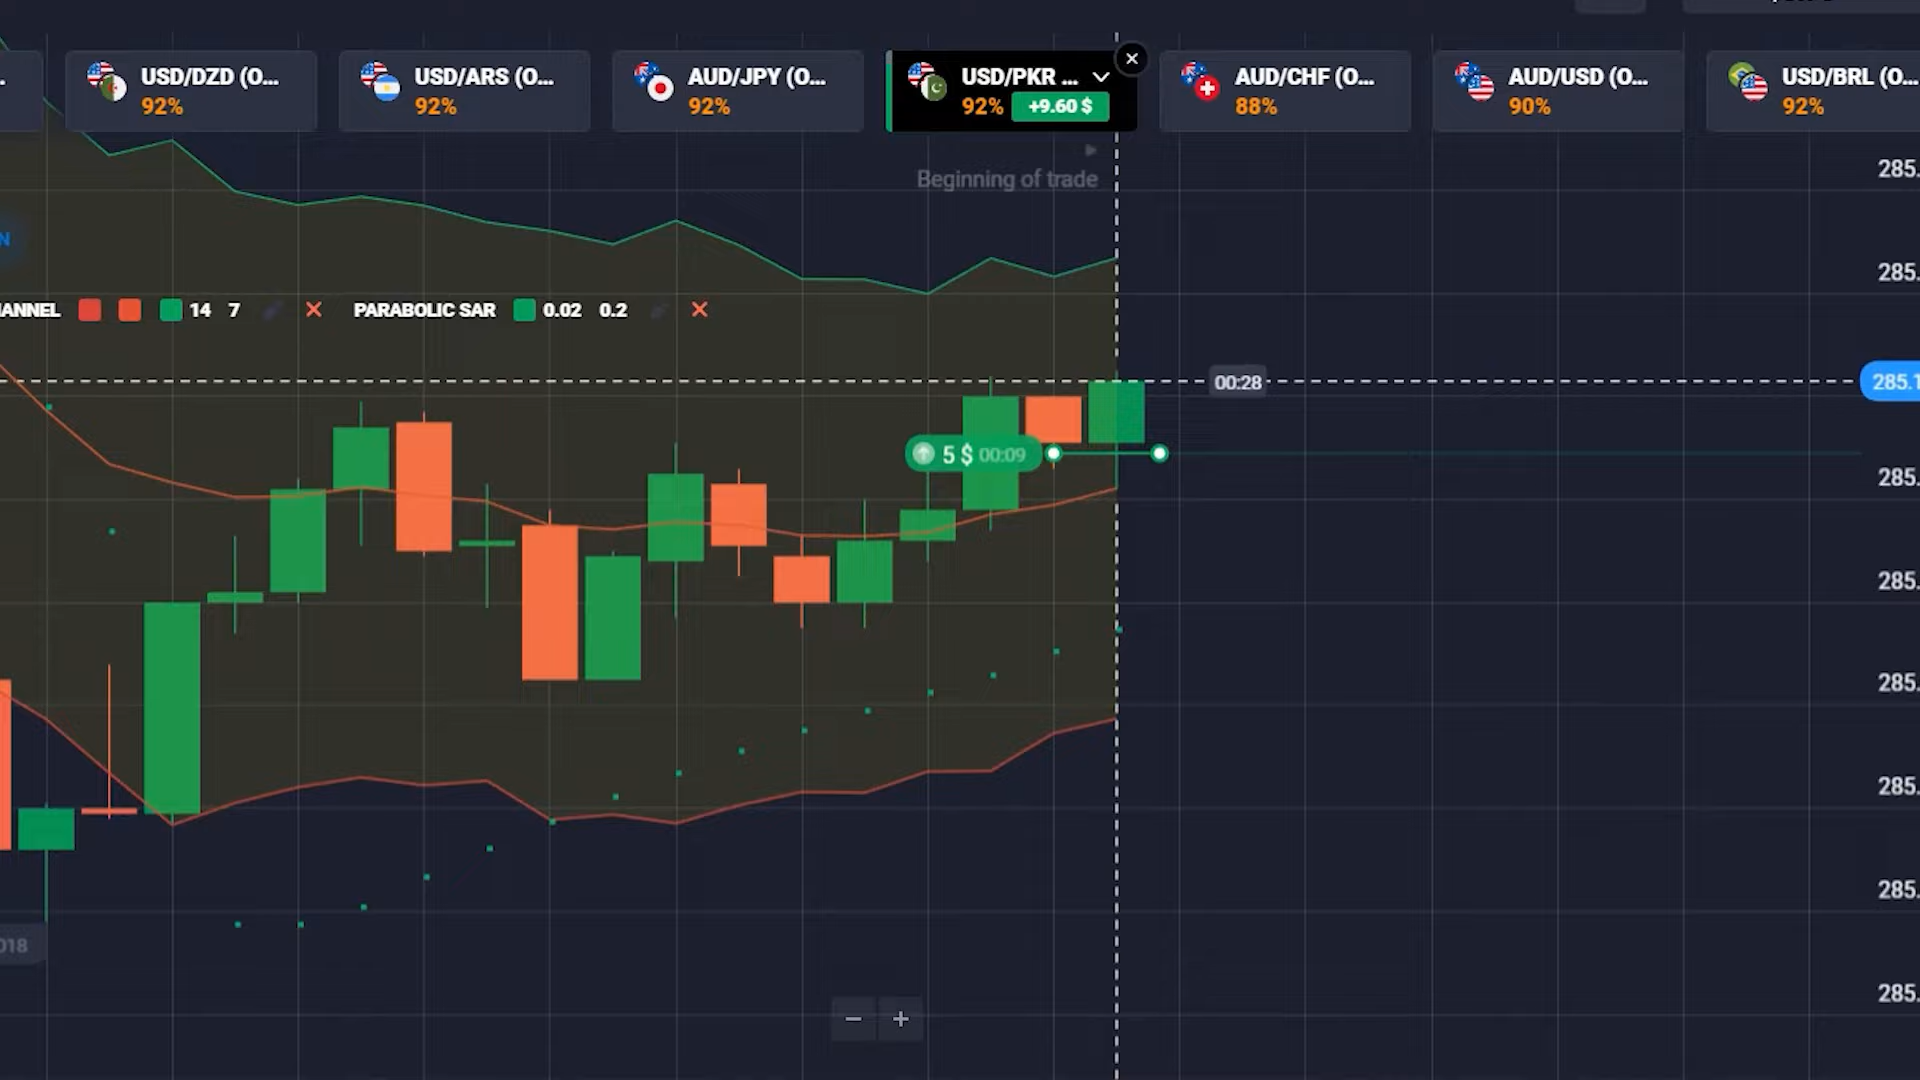 USD/DZD (O...
92%
USD/ARS (O...
92%
AUD/JPY (O...
92%
USD/PKR ...
92% +9.60 $
AUD/CHF (O...
88%
AUD/USD (O...
90%
USD/BRL (O...
92%
Beginning of trade
285.
285.
N
ANNEL 14 7 PARABOLIC SAR 0.02 0.2
00:28
285.1
5 $ 00:09
285.
285.
285.
285.
285.
018
285.